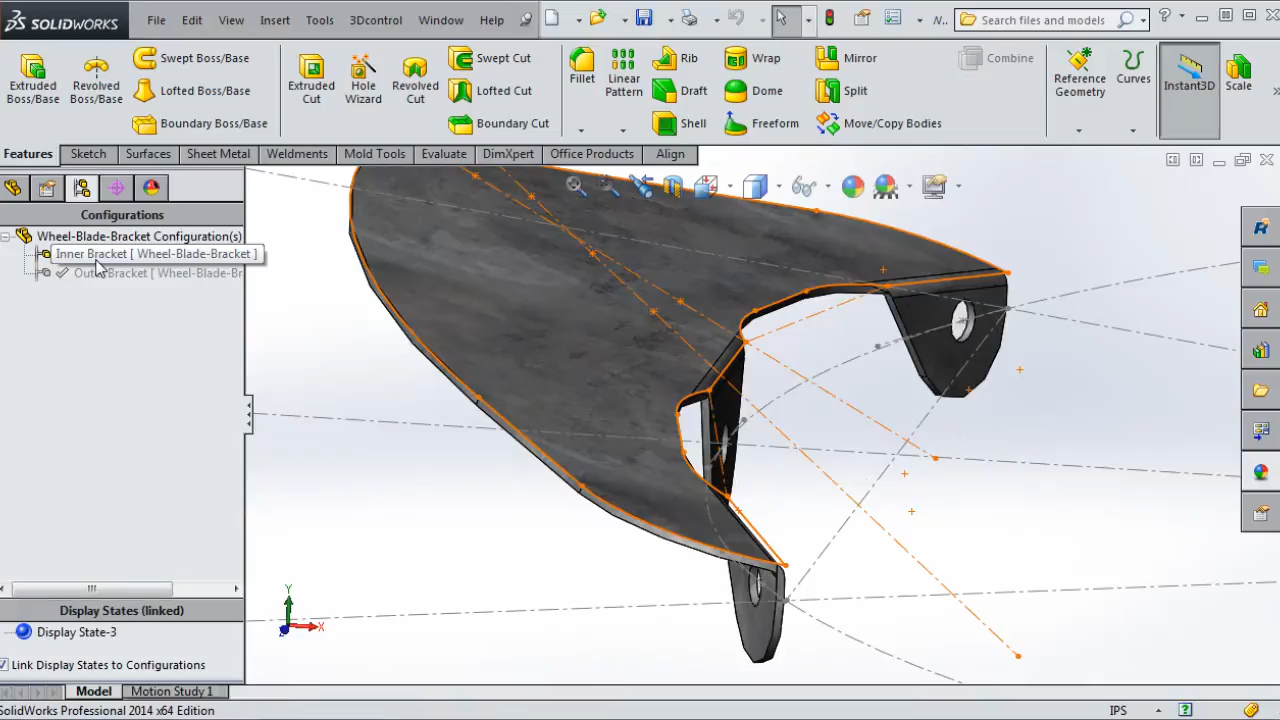 SOLIDWORKS File Edit View Insert Tools 3Dcontrol Window Help N.. Search files and models
Extruded Boss/Base
Revolved Boss/Base
Swept Boss/Base
Lofted Boss/Base
Boundary Boss/Base
Extruded Cut
Hole Wizard
Revolved Cut
Swept Cut
Lofted Cut
Boundary Cut
Fillet
Linear Pattern
Rib
Draft
Shell
Wrap
Dome
Freeform
Mirror
Split
Move/Copy Bodies
Combine
Reference Geometry
Curves
Instant3D
Scale
Features Sketch Surfaces Sheet Metal Weldments Mold Tools Evaluate DimXpert Office Products Align
Configurations
Wheel-Blade-Bracket Configuration(s)
Inner Bracket [ Wheel-Blade-Bracket ]
Bracket [ Wheel-Blade-Br
Y
X
Display States (linked)
Display State-3
Link Display States to Configurations
Model Motion Study 1
SolidWorks Professional 2014 x64 Edition IPS